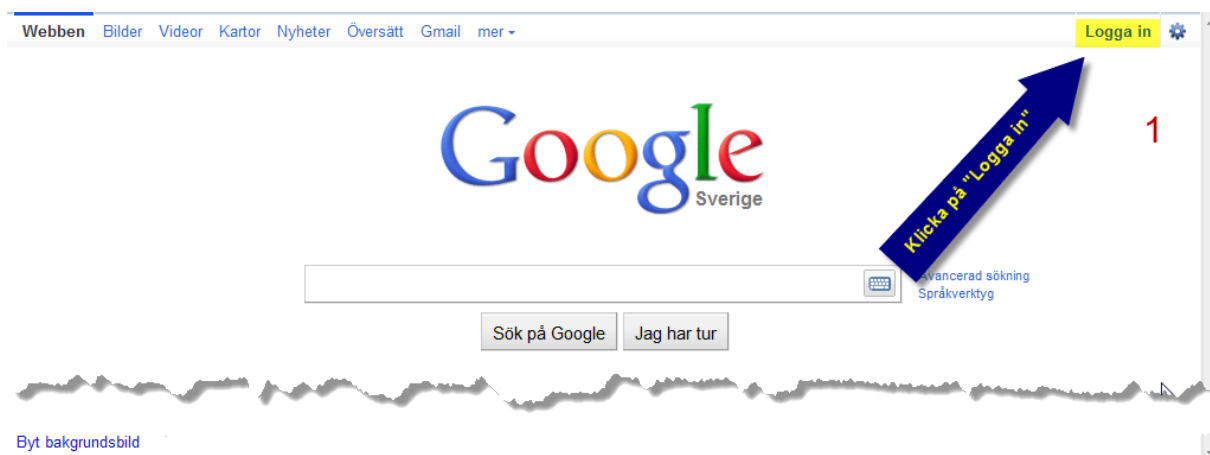 Webben Bilder Videor Kartor Nyheter Översätt Gmail mer
Logga in
Klicka på "Logga in"
1
Google
Sverige
Avancerad sökning
Språkverktyg
Sök på Google Jag har tur
Byt bakgrundsbild